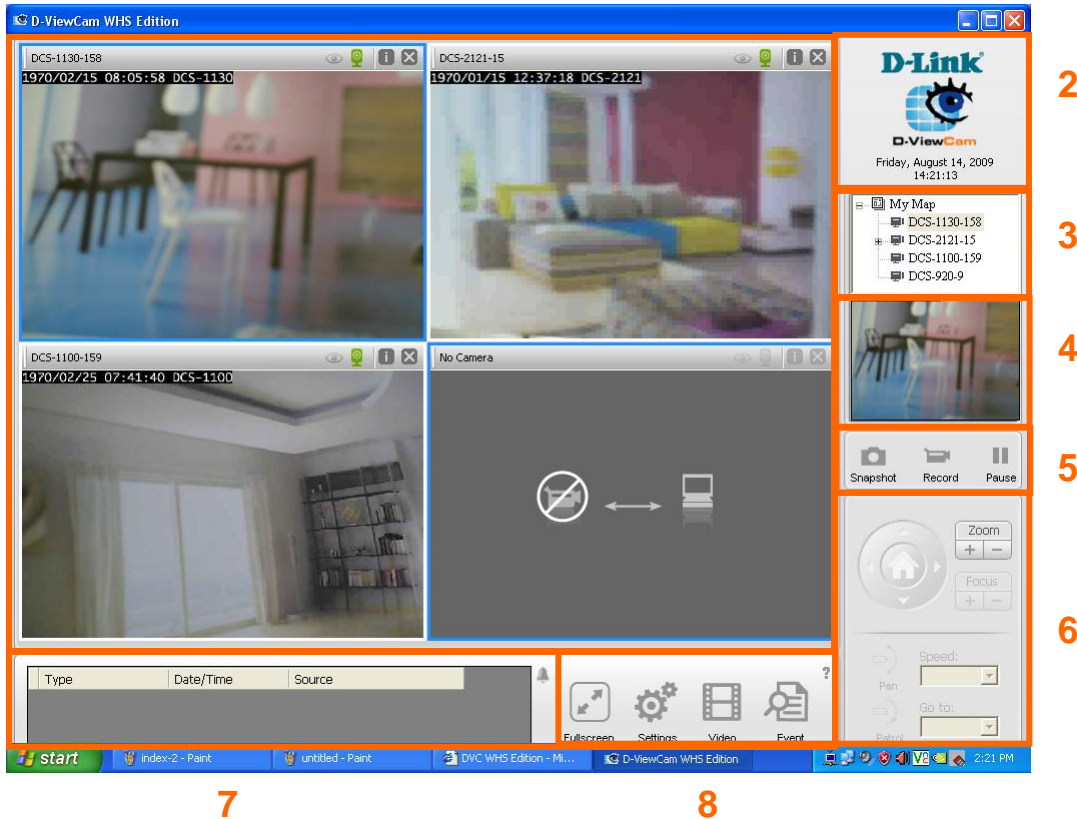 D-ViewCam WHS Edition
DCS-1130-158
1970/02/15 08:05:58 DCS-1130
DCS-2121-15
1970/01/15 12:37:18 DCS-2121
DCS-1100-159
1970/02/25 07:41:40 DCS-1100
No Camera
D-Link
D-ViewCam
Friday, August 14, 2009
14:21:13
2
My Map
DCS-1130-158
DCS-2121-15
DCS-1100-159
DCS-920-9
3
4
Snapshot Record Pause
5
Zoom
+ −
Focus
+ −
Speed:
Pan
Go to:
Patrol
6
Type Date/Time Source
?
Fullscreen Settings Video Event
start
index-2 - Paint
untitled - Paint
DVC WHS Edition - Mi...
D-ViewCam WHS Edition
2:21 PM
7
8